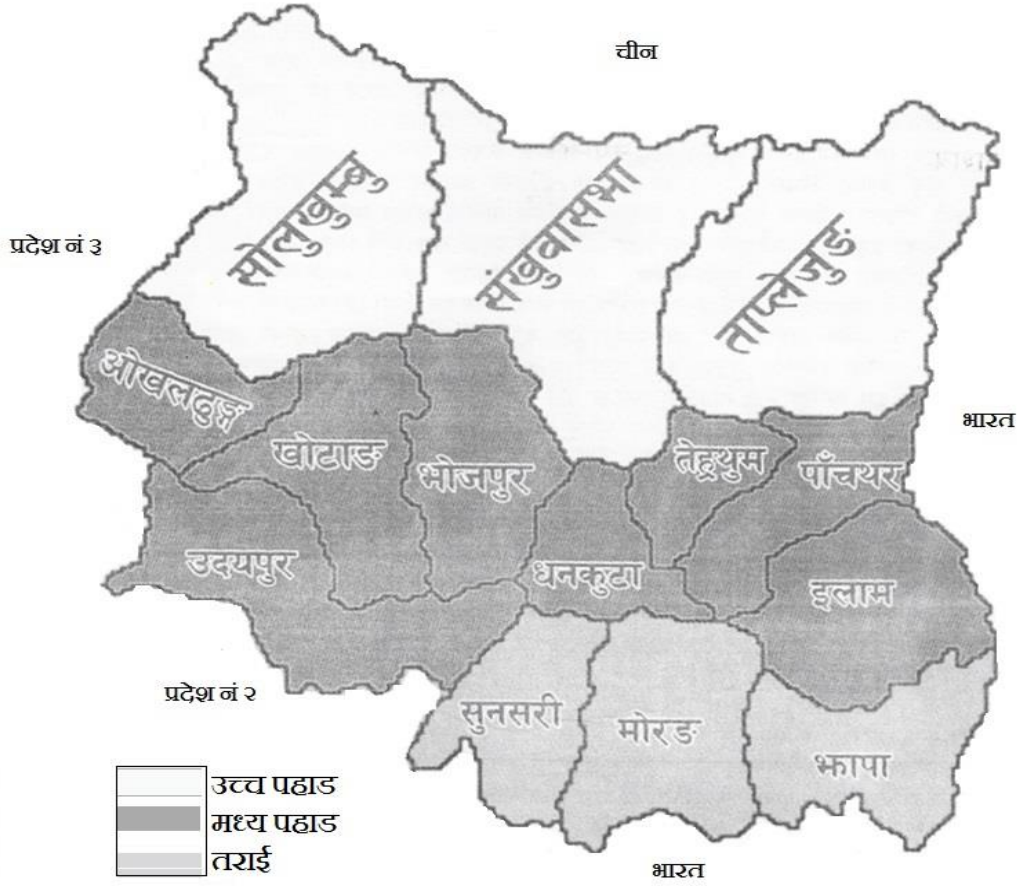 चीन
सोलुखुम्बु
संखुवासभा
ताप्लेजुङ
प्रदेश नं ३
ओखलढुङ्गा
भारत
खोटाङ
भोजपुर
तेह्रथुम
पाँचथर
उदयपुर
धनकुटा
इलाम
प्रदेश नं २
सुनसरी
मोरङ
झापा
उच्च पहाड
मध्य पहाड
तराई
भारत